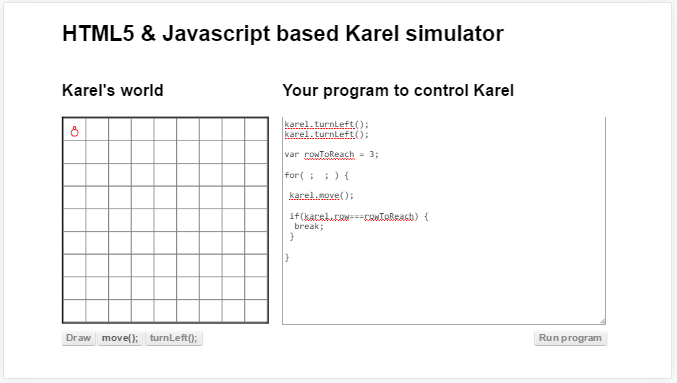 HTML5 & Javascript based Karel simulator
Karel's world
Your program to control Karel
karel.turnLeft();
karel.turnLeft();
var rowToReach = 3;
for( ; ; ) {
karel.move();
if(karel.row===rowToReach) {
break;
}
}
Draw move(); turnLeft(); Run program